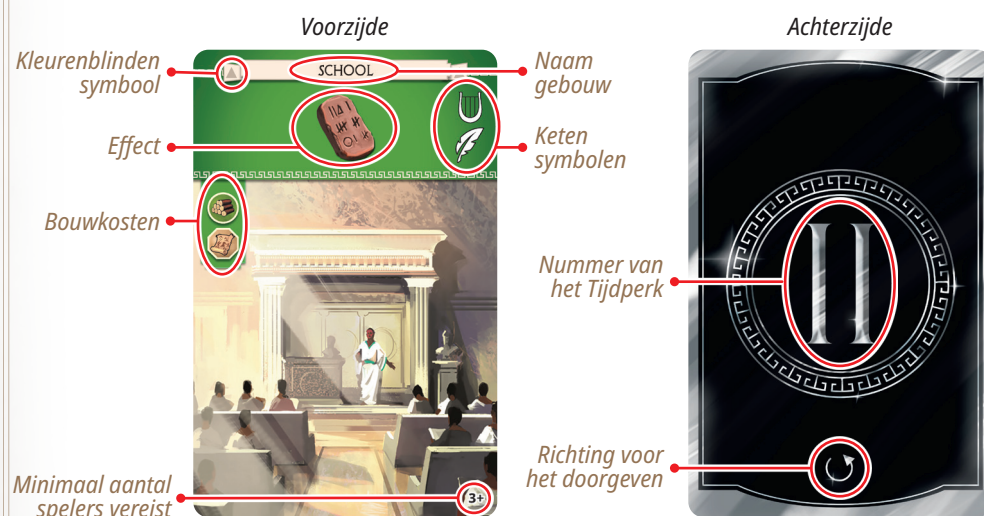 Voorzijde
Achterzijde
Kleurenblinden
symbool
SCHOOL
Naam
gebouw
Effect
Keten
symbolen
Bouwkosten
Nummer van
het Tijdperk
II
Richting voor
het doorgeven
Minimaal aantal
spelers vereist
3+